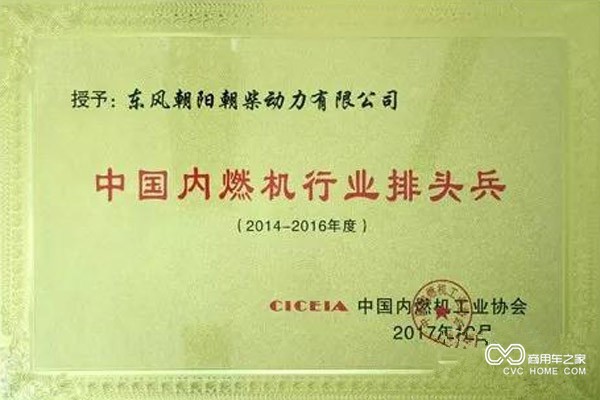 授予：东风朝阳朝柴动力有限公司
中国内燃机行业排头兵
（2014-2016年度）
CICEIA 中国内燃机工业协会
2017年10月
商用车之家
CVC HOME.COM